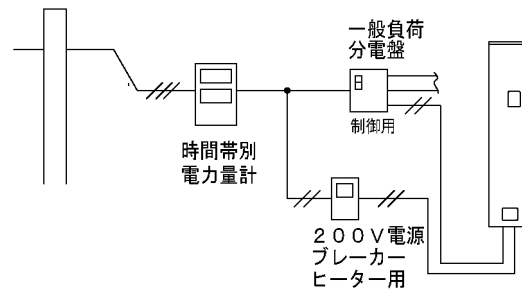 一般負荷
分電盤
制御用
時間帯別
電力量計
２００Ｖ電源
ブレーカー
ヒーター用